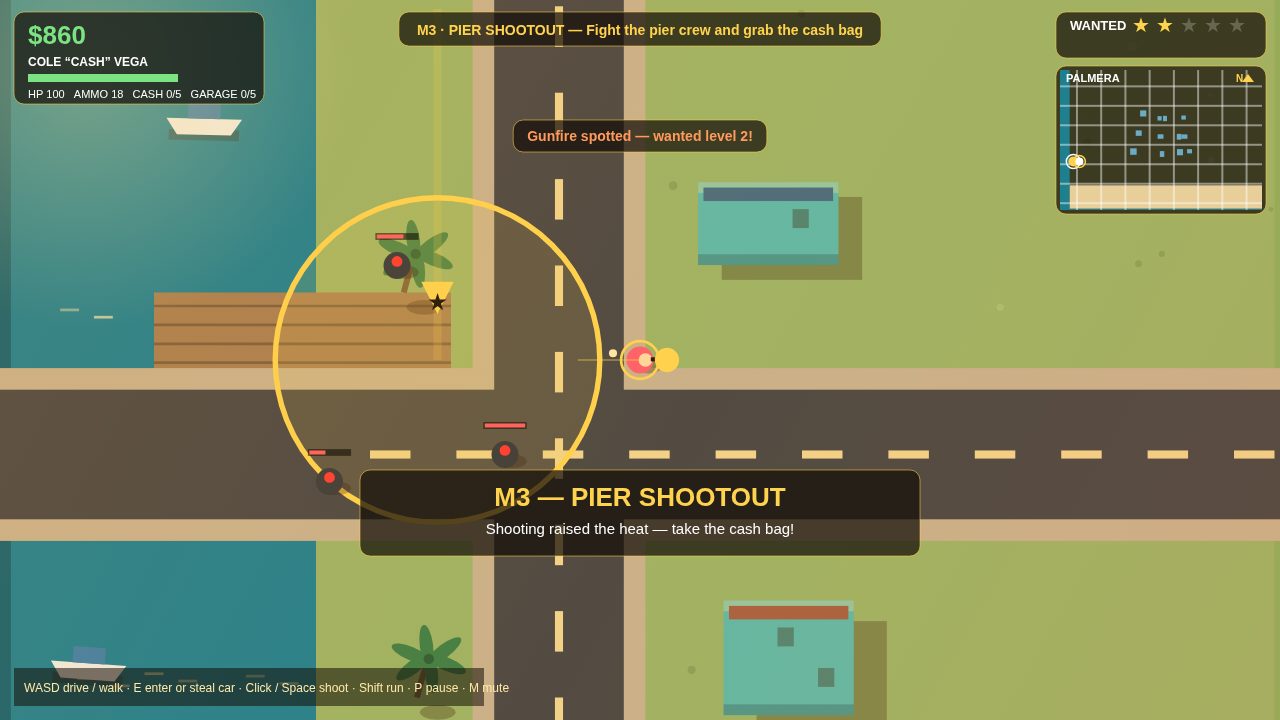 $860
COLE “CASH” VEGA
HP 100 AMMO 18 CASH 0/5 GARAGE 0/5
M3 · PIER SHOOTOUT — Fight the pier crew and grab the cash bag
WANTED
PALMERA
N
Gunfire spotted — wanted level 2!
M3 — PIER SHOOTOUT
Shooting raised the heat — take the cash bag!
WASD drive / walk · E enter or steal car · Click / Space shoot · Shift run · P pause · M mute